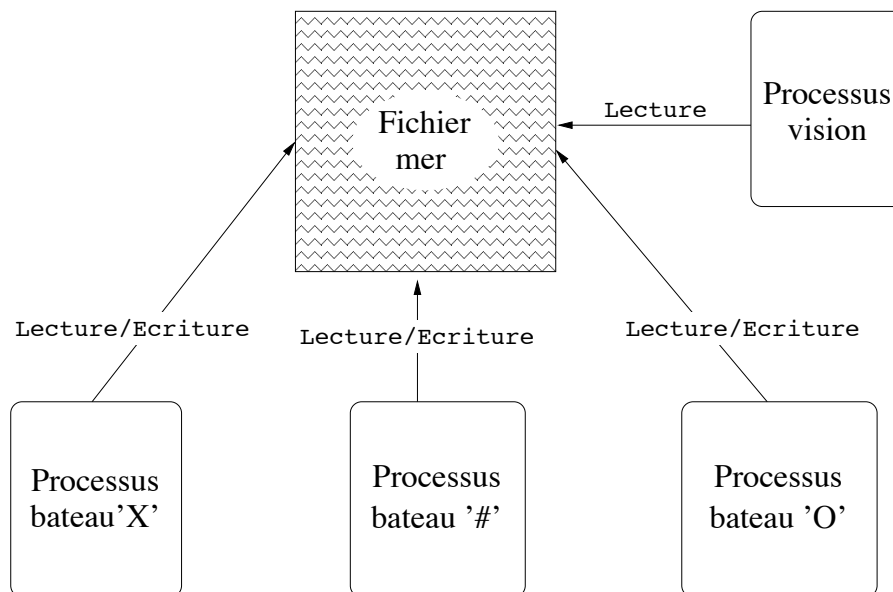 Fichier
mer
Lecture
Processus
vision
Lecture/Ecriture
Lecture/Ecriture
Lecture/Ecriture
Processus
bateau'X'
Processus
bateau '#'
Processus
bateau 'O'